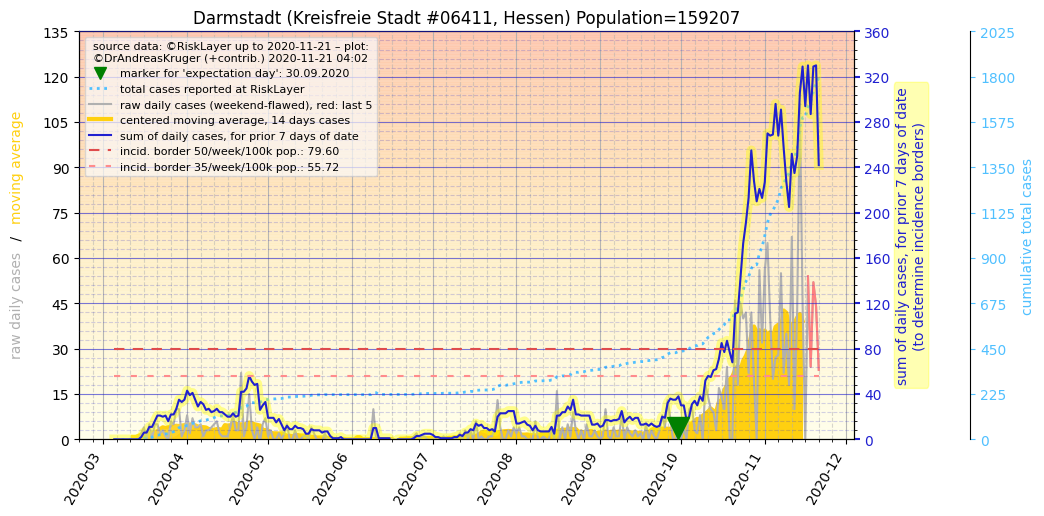 Darmstadt (Kreisfreie Stadt #06411, Hessen) Population=159207
source data: ©RiskLayer up to 2020-11-21 – plot:
©DrAndreasKruger (+contrib.) 2020-11-21 04:02
marker for 'expectation day': 30.09.2020
total cases reported at RiskLayer
raw daily cases (weekend-flawed), red: last 5
centered moving average, 14 days cases
sum of daily cases, for prior 7 days of date
incid. border 50/week/100k pop.: 79.60
incid. border 35/week/100k pop.: 55.72
raw daily cases / moving average
135
120
105
90
75
60
45
30
15
0
2020-03
2020-04
2020-05
2020-06
2020-07
2020-08
2020-09
2020-10
2020-11
2020-12
360
320
280
240
200
160
120
80
40
0
sum of daily cases, for prior 7 days of date
(to determine incidence borders)
2025
1800
1575
1350
1125
900
675
450
225
0
cumulative total cases